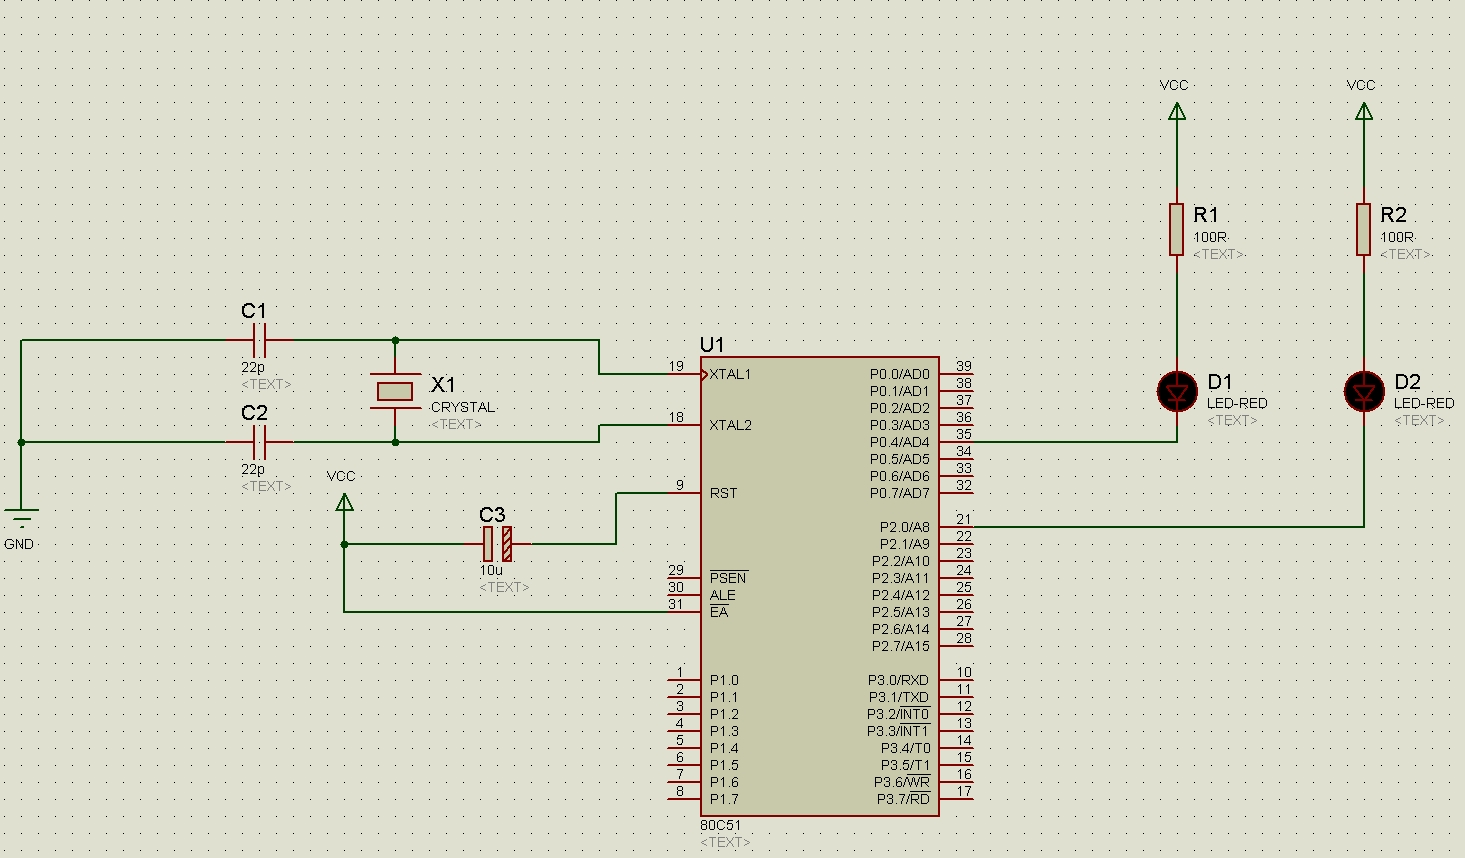 VCC
VCC
R1
100R
<TEXT>
R2
100R
<TEXT>
C1
22p
<TEXT>
X1
CRYSTAL
<TEXT>
C2
22p
<TEXT>
D1
LED-RED
<TEXT>
D2
LED-RED
<TEXT>
GND
VCC
C3
10u
<TEXT>
U1
19 XTAL1
18 XTAL2
9 RST
29 PSEN
30 ALE
31 EA
1 P1.0
2 P1.1
3 P1.2
4 P1.3
5 P1.4
6 P1.5
7 P1.6
8 P1.7
P0.0/AD0 39
P0.1/AD1 38
P0.2/AD2 37
P0.3/AD3 36
P0.4/AD4 35
P0.5/AD5 34
P0.6/AD6 33
P0.7/AD7 32
P2.0/A8 21
P2.1/A9 22
P2.2/A10 23
P2.3/A11 24
P2.4/A12 25
P2.5/A13 26
P2.6/A14 27
P2.7/A15 28
P3.0/RXD 10
P3.1/TXD 11
P3.2/INT0 12
P3.3/INT1 13
P3.4/T0 14
P3.5/T1 15
P3.6/WR 16
P3.7/RD 17
80C51
<TEXT>